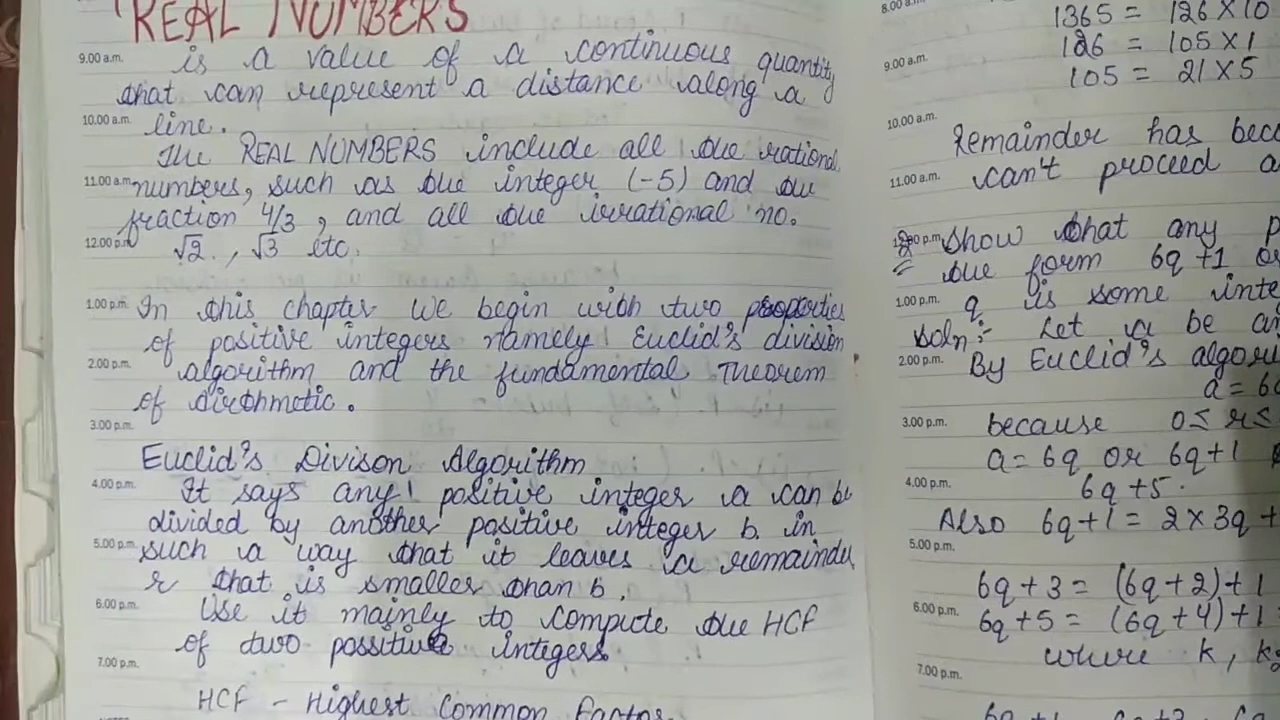 REAL NUMBERS
9.00 a.m. is a value of a continuous quantity
that can represent a distance along a
10.00 a.m. line.
The REAL NUMBERS include all the rational
11.00 a.m. numbers, such as the integer (-5) and the
fraction 4/3, and all the irrational no.
12.00 p.m. √2. , √3 etc.
1.00 p.m. In this chapter we begin with two properties
of positive integers namely Euclid's division
2.00 p.m. algorithm and the fundamental Theorem
of airthmetic.
3.00 p.m.
Euclid's Divison Algorithm
4.00 p.m. It says any positive integer a can be
divided by another positive integer b in
5.00 p.m. such a way that it leaves a remainder
r that is smaller than b.
6.00 p.m. Use it mainly to compute the HCF
of two possitive integers.
7.00 p.m.
HCF - Highest Common Factor.
8.00 a.m. 1365 = 126 X 10
126 = 105 X 1
9.00 a.m. 105 = 21 X 5
10.00 a.m.
Remainder has
11.00 a.m. can't proceed
12.00 p.m. Show that any
the form 6q +1
1.00 p.m. q is some
soln:- Let a be
2.00 p.m. By Euclid's
a = 6
3.00 p.m. because 0≤ r≤
a = 6q or 6q+1
4.00 p.m. 6q +5.
Also 6q+1 = 2 X 3q +
5.00 p.m.
6q + 3 = (6q + 2) + 1
6.00 p.m. 6q + 5 = (6q + 4) + 1
where k,
7.00 p.m.